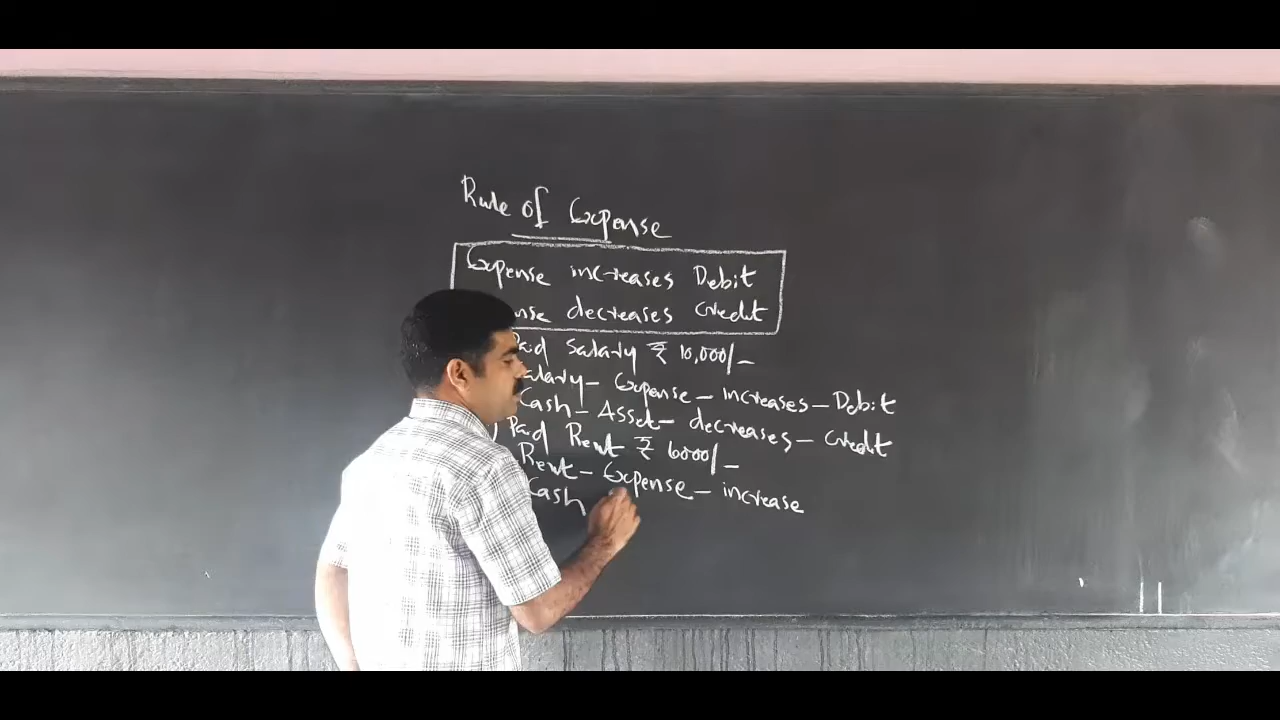 Rule of Expense
Expense increases Debit
decreases Credit
Paid Salary ₹ 10,000/-
Salary - Expense - increases - Debit
Cash - Asset - decreases - Credit
Paid Rent ₹ 6000/-
Rent - Expense - increase
Cash